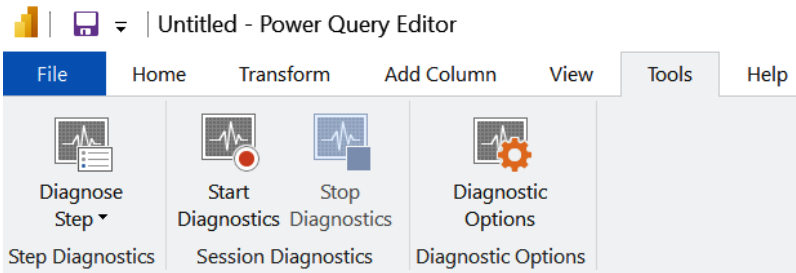 Untitled - Power Query Editor
File Home Transform Add Column View Tools Help
Diagnose Start Stop Diagnostic
Step Diagnostics Diagnostics Options
Step Diagnostics Session Diagnostics Diagnostic Options